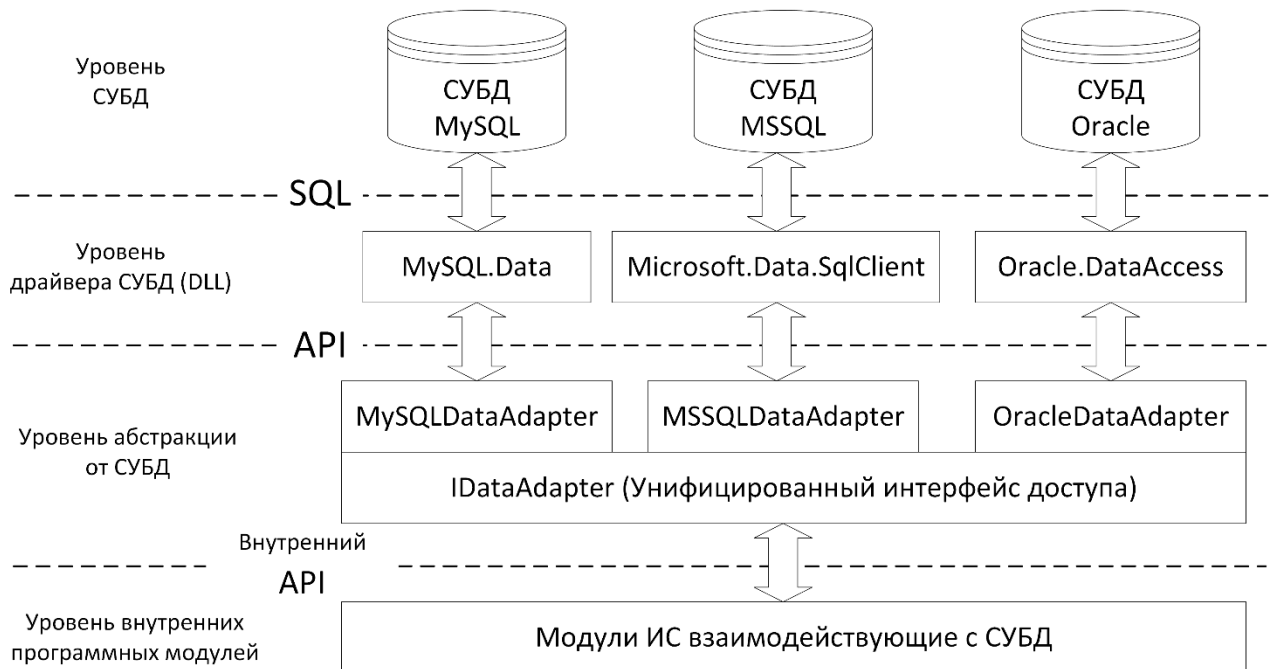 Уровень
СУБД
СУБД
MySQL
СУБД
MSSQL
СУБД
Oracle
SQL
Уровень
драйвера СУБД (DLL)
MySQL.Data
Microsoft.Data.SqlClient
Oracle.DataAccess
API
Уровень абстракции
от СУБД
MySQLDataAdapter
MSSQLDataAdapter
OracleDataAdapter
IDataAdapter (Унифицированный интерфейс доступа)
Внутренний
API
Уровень внутренних
программных модулей
Модули ИС взаимодействующие с СУБД